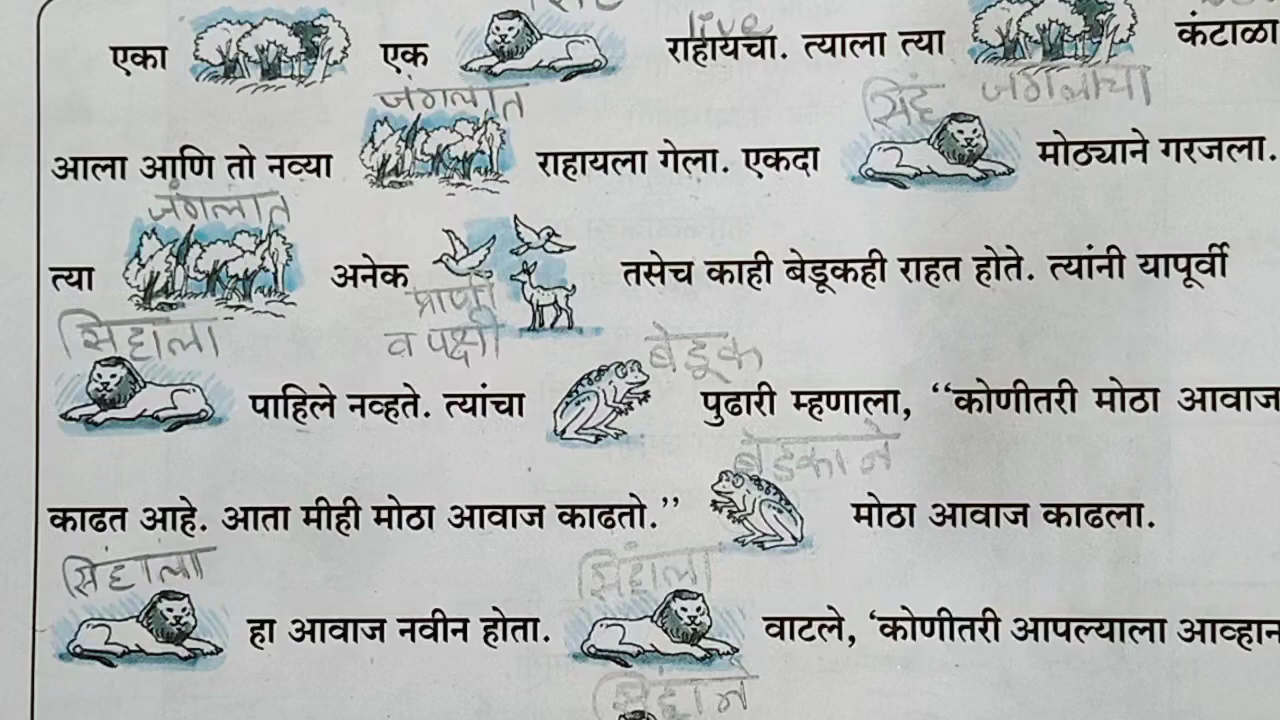 live
एका एक राहायचा. त्याला त्या कंटाळा
जंगलात सिंह जंगलाचा
आला आणि तो नव्या राहायला गेला. एकदा मोठ्याने गरजला.
जंगलात
त्या अनेक तसेच काही बेडूकही राहत होते. त्यांनी यापूर्वी
प्राणी
सिहाला व पक्षी बेडूक
पाहिले नव्हते. त्यांचा पुढारी म्हणाला, “कोणीतरी मोठा आवाज
बेडकाने
काढत आहे. आता मीही मोठा आवाज काढतो.” मोठा आवाज काढला.
सिंहाला सिंहाला
हा आवाज नवीन होता. वाटले, ‘कोणीतरी आपल्याला आव्हान
सिंहाने